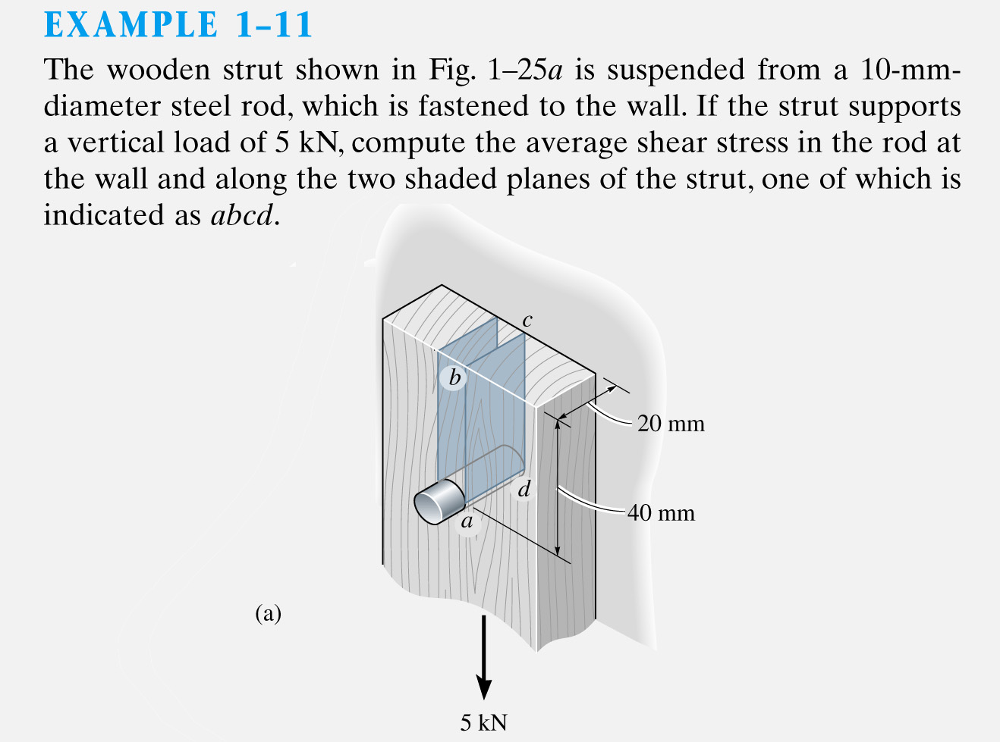 EXAMPLE 1–11
The wooden strut shown in Fig. 1–25a is suspended from a 10-mm-
diameter steel rod, which is fastened to the wall. If the strut supports
a vertical load of 5 kN, compute the average shear stress in the rod at
the wall and along the two shaded planes of the strut, one of which is
indicated as abcd.
c
b
20 mm
d
40 mm
a
(a)
5 kN